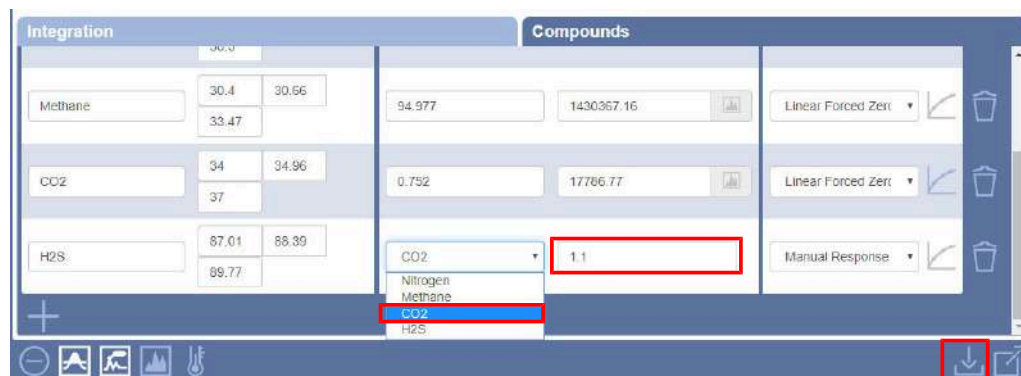 Integration Compounds
Methane 30.4 30.66 94.977 1430367.16 Linear Forced Zer
33.47
CO2 34 34.96 0.752 17786.77 Linear Forced Zer
37
H2S 87.01 88.39 CO2 1.1 Manual Response
89.77
Nitrogen
Methane
CO2
H2S